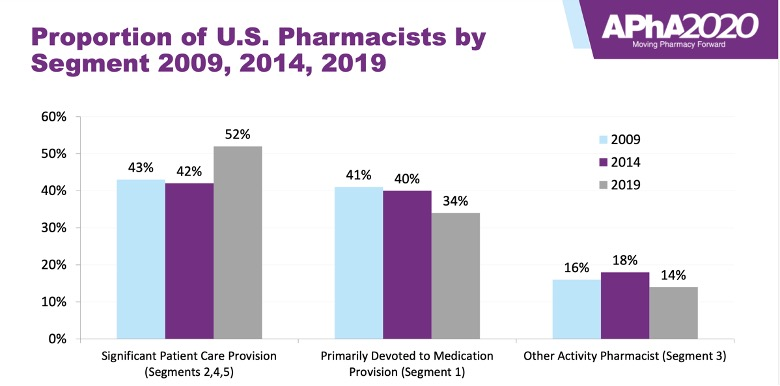 Proportion of U.S. Pharmacists by
Segment 2009, 2014, 2019
APhA2020
Moving Pharmacy Forward
60%
50%
40%
30%
20%
10%
0%
43%
42%
52%
41%
40%
34%
16%
18%
14%
2009
2014
2019
Significant Patient Care Provision
(Segments 2,4,5)
Primarily Devoted to Medication
Provision (Segment 1)
Other Activity Pharmacist (Segment 3)